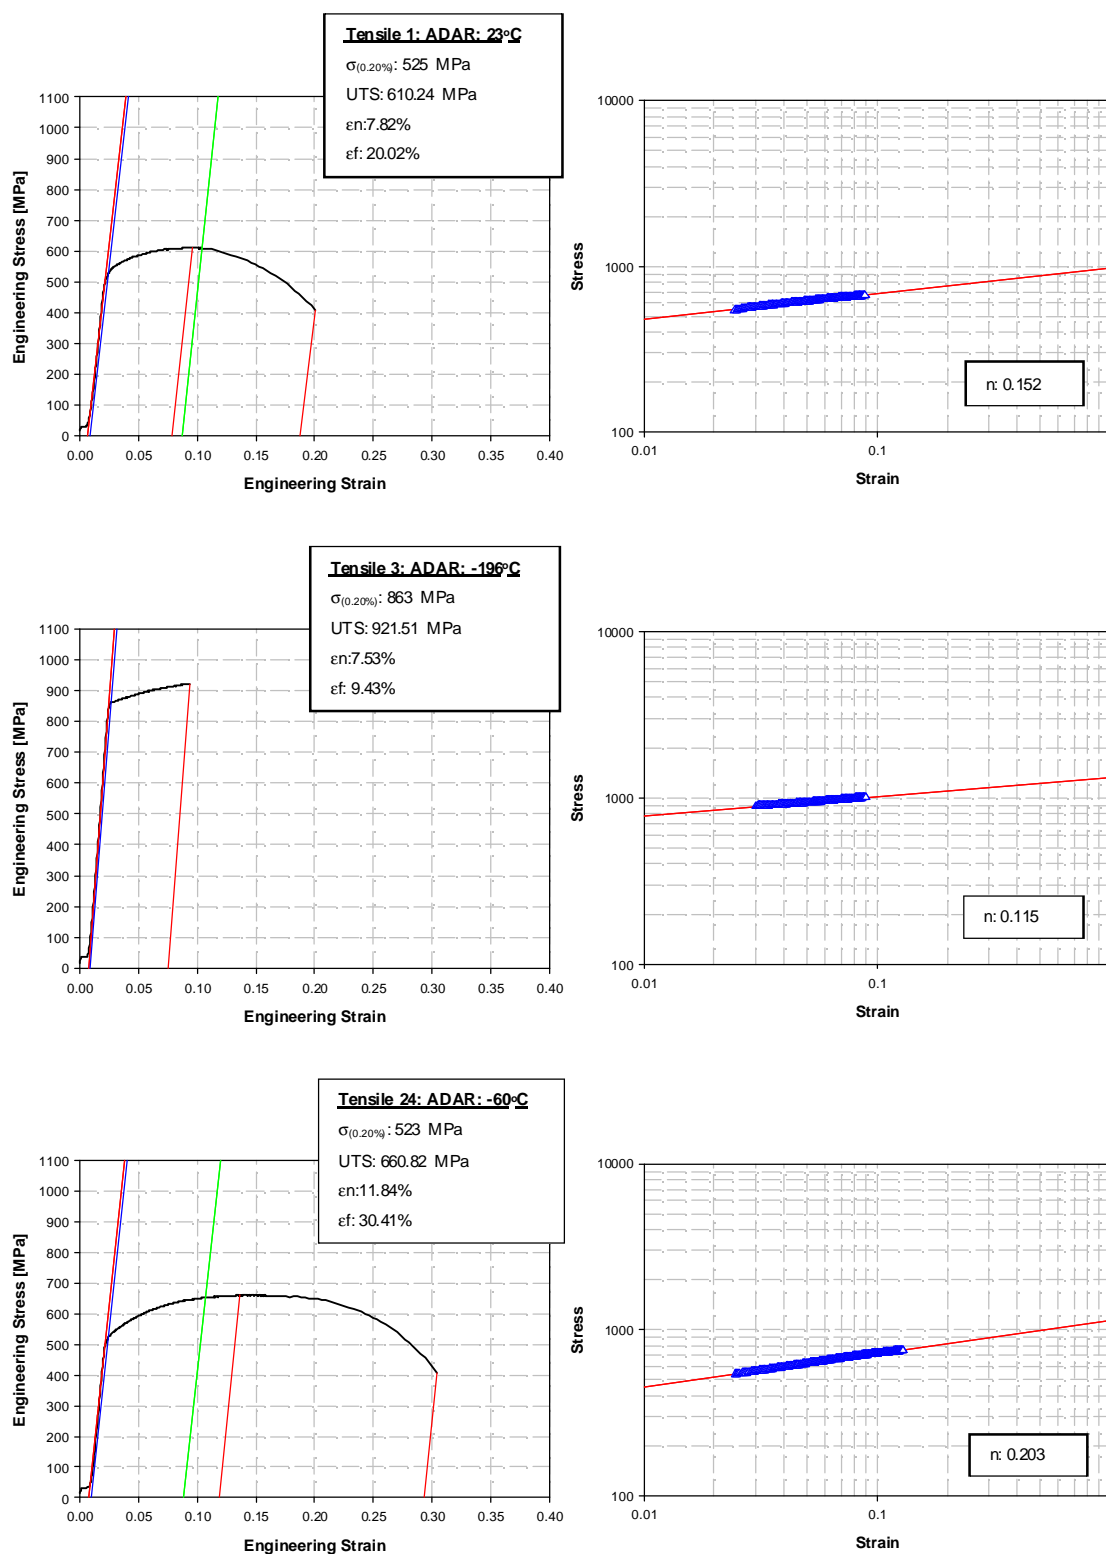 Tensile 1: ADAR: 23°C
σ(0.20%): 525 MPa
UTS: 610.24 MPa
εn:7.82%
εf: 20.02%
Engineering Stress [MPa]
1100
1000
900
800
700
600
500
400
300
200
100
0
0.00 0.05 0.10 0.15 0.20 0.25 0.30 0.35 0.40
Engineering Strain
Stress
10000
1000
100
n: 0.152
0.01 0.1
Strain
Tensile 3: ADAR: -196°C
σ(0.20%): 863 MPa
UTS: 921.51 MPa
εn:7.53%
εf: 9.43%
Engineering Stress [MPa]
1100
1000
900
800
700
600
500
400
300
200
100
0
0.00 0.05 0.10 0.15 0.20 0.25 0.30 0.35 0.40
Engineering Strain
Stress
10000
1000
100
n: 0.115
0.01 0.1
Strain
Tensile 24: ADAR: -60°C
σ(0.20%): 523 MPa
UTS: 660.82 MPa
εn:11.84%
εf: 30.41%
Engineering Stress [MPa]
1100
1000
900
800
700
600
500
400
300
200
100
0
0.00 0.05 0.10 0.15 0.20 0.25 0.30 0.35 0.40
Engineering Strain
Stress
10000
1000
100
n: 0.203
0.01 0.1
Strain